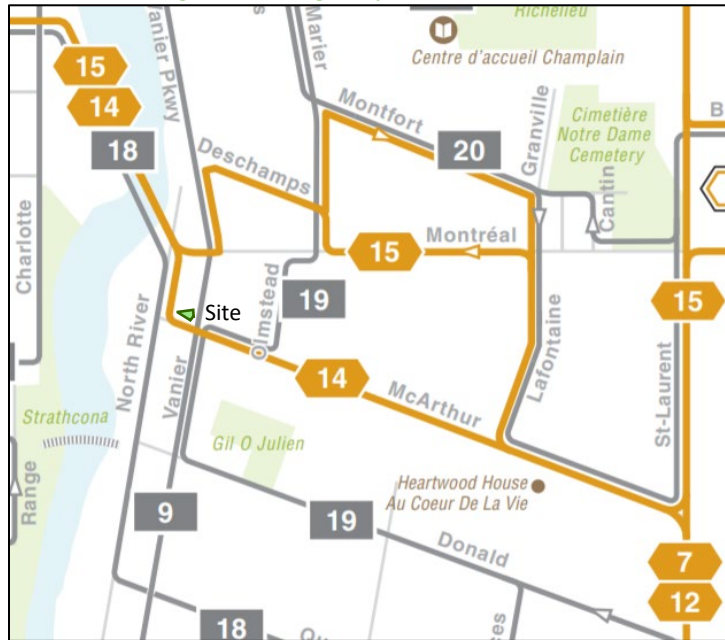 Richelieu
Centre d'accueil Champlain
Vanier Pkwy
Marier
15
14
18
Montfort
20
Granville
Cimetière
Notre Dame
Cemetery
B
Deschamps
Cantin
Charlotte
Montréal
15
Olmstead
19
15
Site
North River
Vanier
14
McArthur
Lafontaine
St-Laurent
Strathcona
Gil O Julien
Heartwood House
Au Coeur De La Vie
Range
9
19
Donald
7
12
18